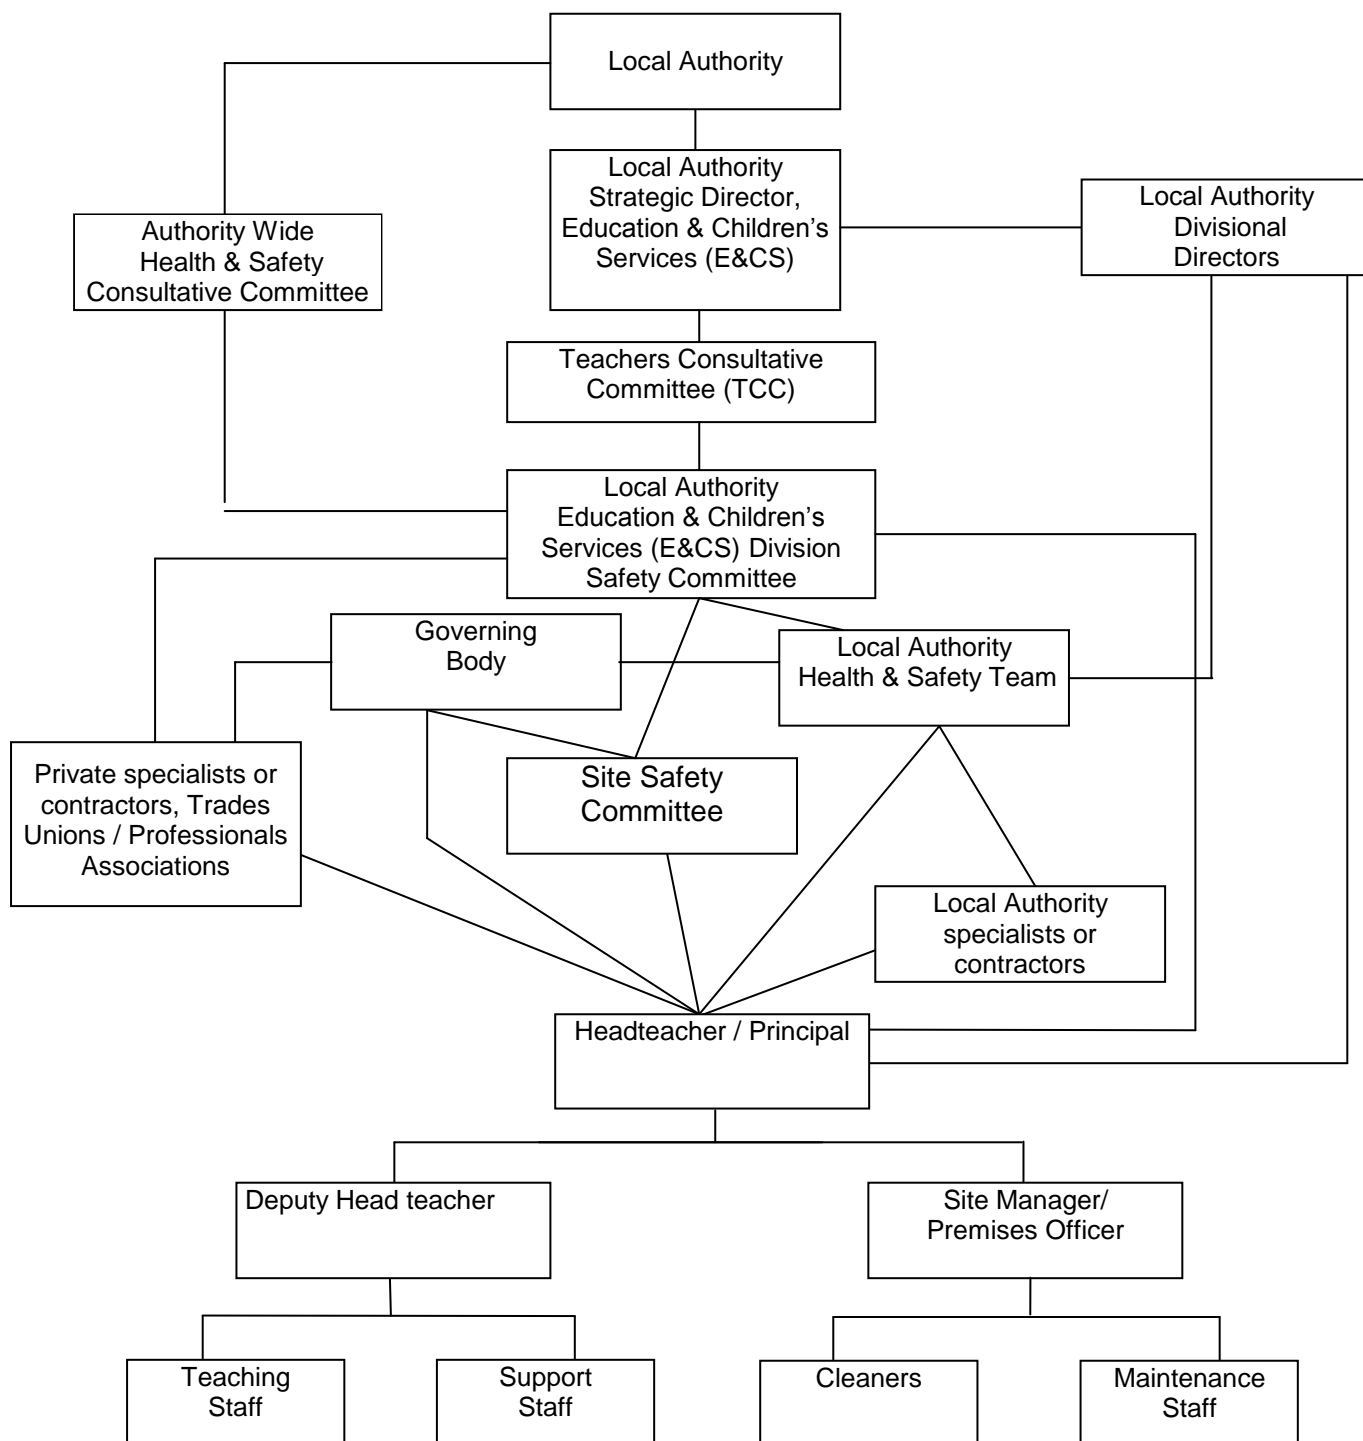 Local Authority
Local Authority
Strategic Director,
Education & Children’s
Services (E&CS)
Local Authority
Divisional
Directors
Authority Wide
Health & Safety
Consultative Committee
Teachers Consultative
Committee (TCC)
Local Authority
Education & Children’s
Services (E&CS) Division
Safety Committee
Governing
Body
Local Authority
Health & Safety Team
Private specialists or
contractors, Trades
Unions / Professionals
Associations
Site Safety
Committee
Local Authority
specialists or
contractors
Headteacher / Principal
Deputy Head teacher
Site Manager/
Premises Officer
Teaching
Staff
Support
Staff
Cleaners
Maintenance
Staff